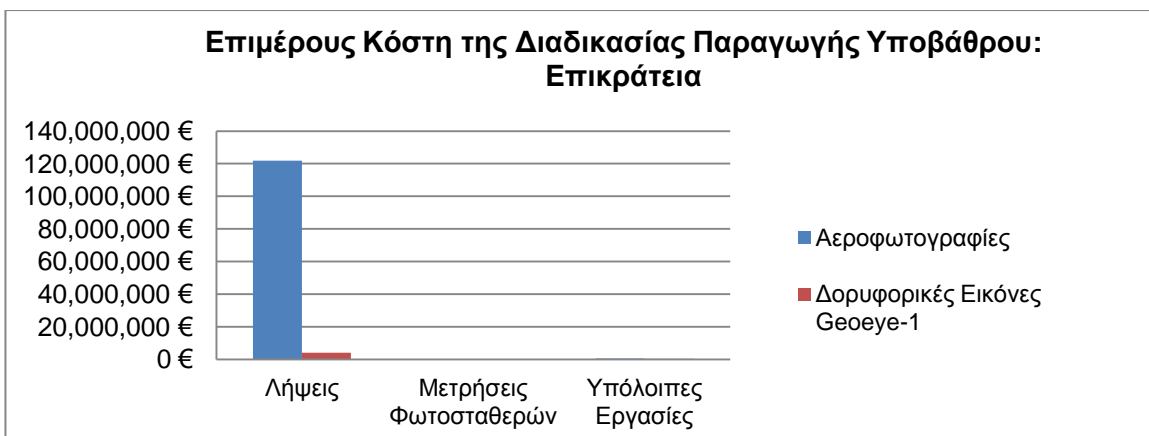 Επιμέρους Κόστη της Διαδικασίας Παραγωγής Υποβάθρου:
Επικράτεια
140,000,000 €
120,000,000 €
100,000,000 €
80,000,000 €
60,000,000 €
40,000,000 €
20,000,000 €
0 €
Λήψεις
Μετρήσεις
Φωτοσταθερών
Υπόλοιπες
Εργασίες
Αεροφωτογραφίες
Δορυφορικές Εικόνες
Geoeye-1